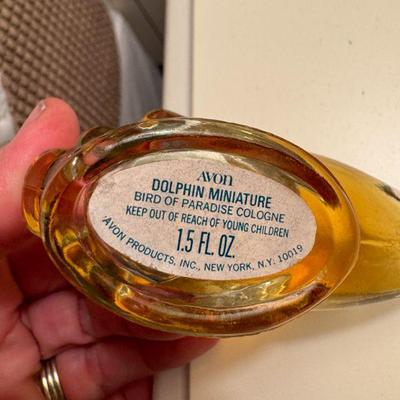 AVON
DOLPHIN MINIATURE
BIRD OF PARADISE COLOGNE
KEEP OUT OF REACH OF YOUNG CHILDREN
1.5 FL. OZ.
AVON PRODUCTS, INC., NEW YORK, N.Y. 10019